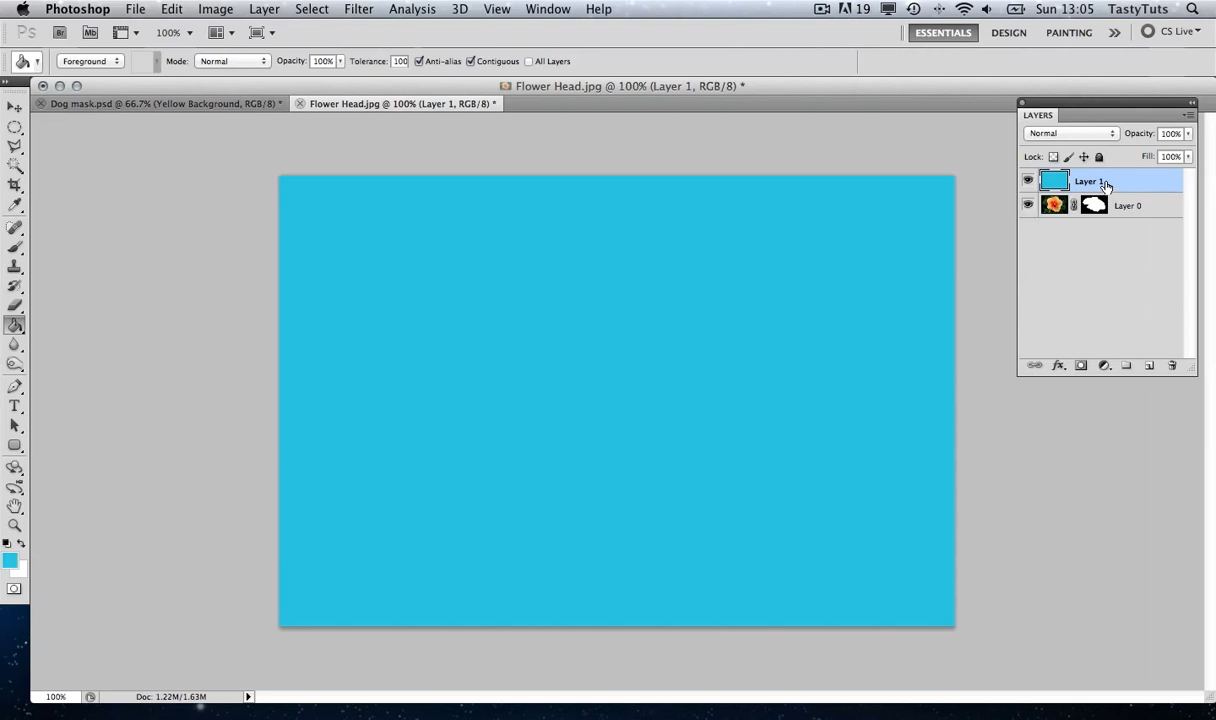 Photoshop File Edit Image Layer Select Filter Analysis 3D View Window Help 19 Sun 13:05 TastyTuts
Ps Br Mb 100% ESSENTIALS DESIGN PAINTING CS Live
Foreground Mode: Normal Opacity: 100% Tolerance: 100 Anti-alias Contiguous All Layers
Flower Head.jpg @ 100% (Layer 1, RGB/8) *
Dog mask.psd @ 66.7% (Yellow Background, RGB/8) * Flower Head.jpg @ 100% (Layer 1, RGB/8) *
LAYERS
Normal Opacity: 100%
Lock: Fill: 100%
Layer 1
Layer 0
fx.
T
100% Doc: 1.22M/1.63M